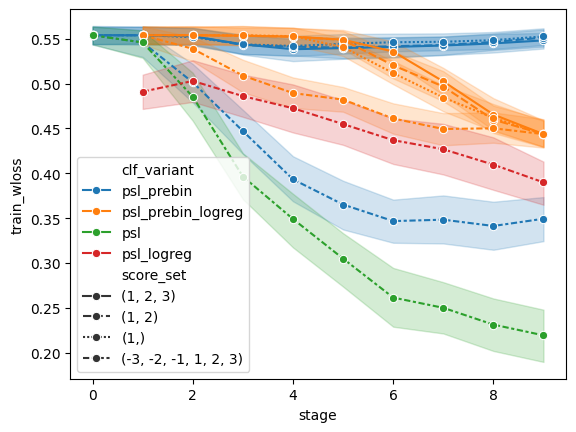 0.55
0.50
0.45
0.40
0.35
0.30
0.25
0.20
train_wloss
clf_variant
psl_prebin
psl_prebin_logreg
psl
psl_logreg
score_set
(1, 2, 3)
(1, 2)
(1,)
(-3, -2, -1, 1, 2, 3)
0 2 4 6 8
stage